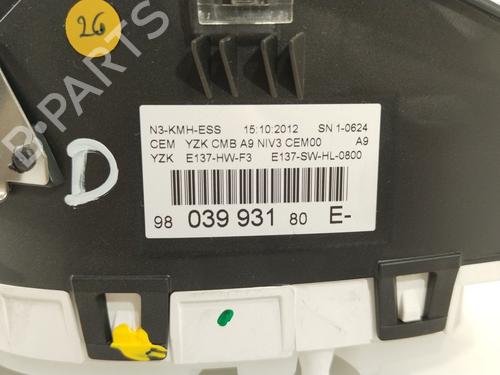 26
B-PARTS
N3-KMH-ESS 15:10:2012 SN 1-0624
CEM YZK CMB A9 NIV3 CEM00 A9
YZK E137-HW-F3 E137-SW-HL-0800
98 039 931 80 E-
D